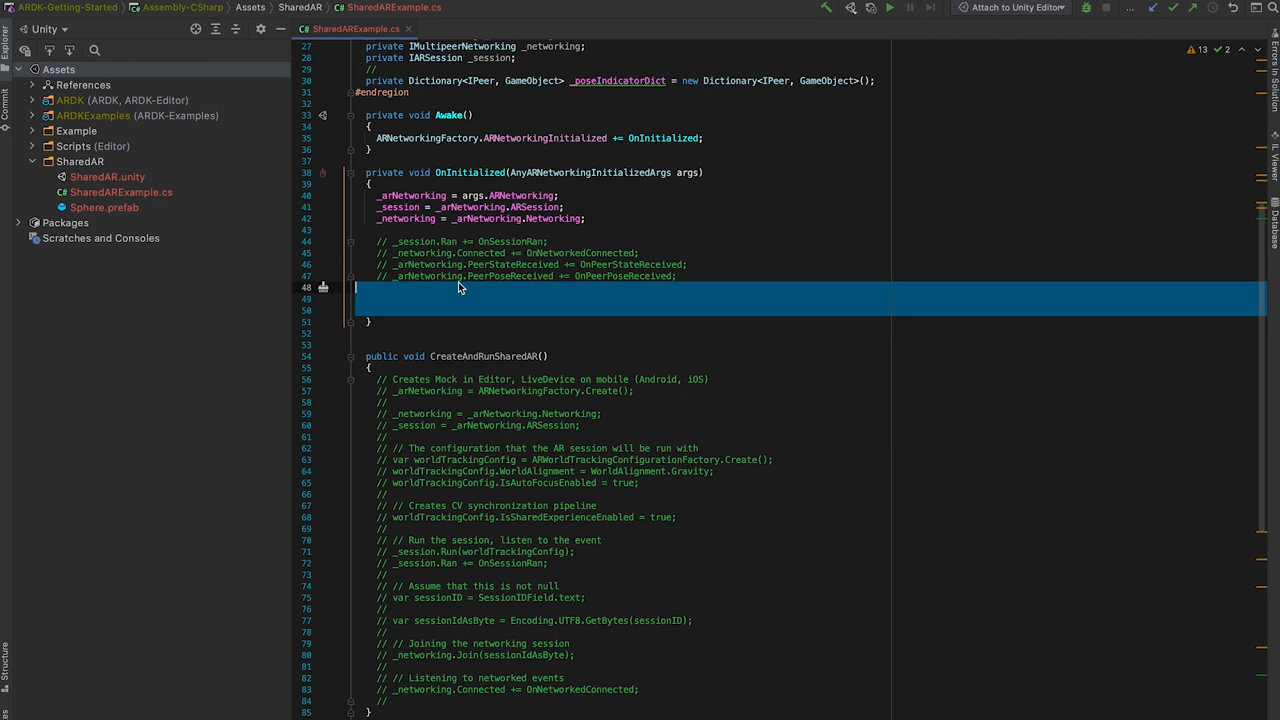 ARDK-Getting-Started Assembly-CSharp Assets SharedAR SharedARExample.cs Attach to Unity Editor ...
Unity SharedARExample.cs
Explorer
Commit
Structure
Assets
References
ARDK (ARDK, ARDK-Editor)
ARDKExamples (ARDK-Examples)
Example
Scripts (Editor)
SharedAR
SharedAR.unity
SharedARExample.cs
Sphere.prefab
Packages
Scratches and Consoles
13 2
27 private IMultipeerNetworking _networking;
28 private IARSession _session;
29 //
30 private Dictionary<IPeer, GameObject> _poseIndicatorDict = new Dictionary<IPeer, GameObject>();
31 #endregion
32
33 private void Awake()
34 {
35 ARNetworkingFactory.ARNetworkingInitialized += OnInitialized;
36 }
37
38 private void OnInitialized(AnyARNetworkingInitializedArgs args)
39 {
40 _arNetworking = args.ARNetworking;
41 _session = _arNetworking.ARSession;
42 _networking = _arNetworking.Networking;
43
44 // _session.Ran += OnSessionRan;
45 // _networking.Connected += OnNetworkedConnected;
46 // _arNetworking.PeerStateReceived += OnPeerStateReceived;
47 // _arNetworking.PeerPoseReceived += OnPeerPoseReceived;
48
49
50
51 }
52
53
54 public void CreateAndRunSharedAR()
55 {
56 // Creates Mock in Editor, LiveDevice on mobile (Android, iOS)
57 // _arNetworking = ARNetworkingFactory.Create();
58 //
59 // _networking = _arNetworking.Networking;
60 // _session = _arNetworking.ARSession;
61 //
62 // // The configuration that the AR session will be run with
63 // var worldTrackingConfig = ARWorldTrackingConfigurationFactory.Create();
64 // worldTrackingConfig.WorldAlignment = WorldAlignment.Gravity;
65 // worldTrackingConfig.IsAutoFocusEnabled = true;
66 //
67 // // Creates CV synchronization pipeline
68 // worldTrackingConfig.IsSharedExperienceEnabled = true;
69 //
70 // // Run the session, listen to the event
71 // _session.Run(worldTrackingConfig);
72 // _session.Ran += OnSessionRan;
73 //
74 // // Assume that this is not null
75 // var sessionID = SessionIDField.text;
76 //
77 // var sessionIdAsByte = Encoding.UTF8.GetBytes(sessionID);
78 //
79 // // Joining the networking session
80 // _networking.Join(sessionIdAsByte);
81 //
82 // // Listening to networked events
83 // _networking.Connected += OnNetworkedConnected;
84 //
85 }
Errors in Solution
IL Viewer
Database